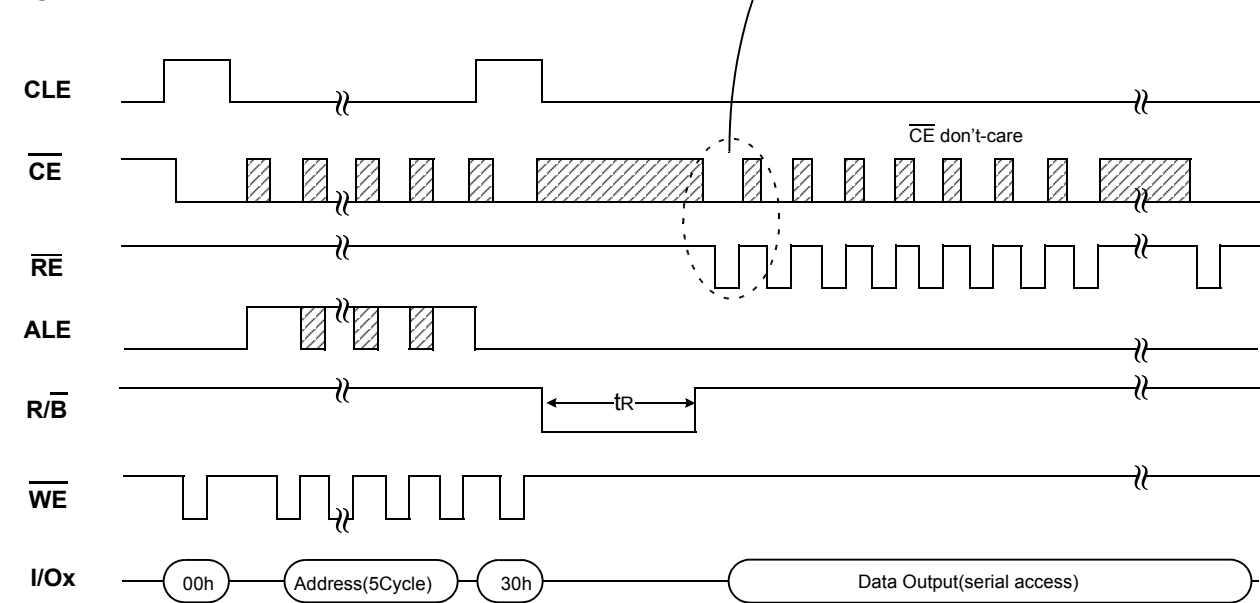 CLE
CE don't-care
CE
RE
ALE
R/B
tR
WE
I/Ox
00h
Address(5Cycle)
30h
Data Output(serial access)